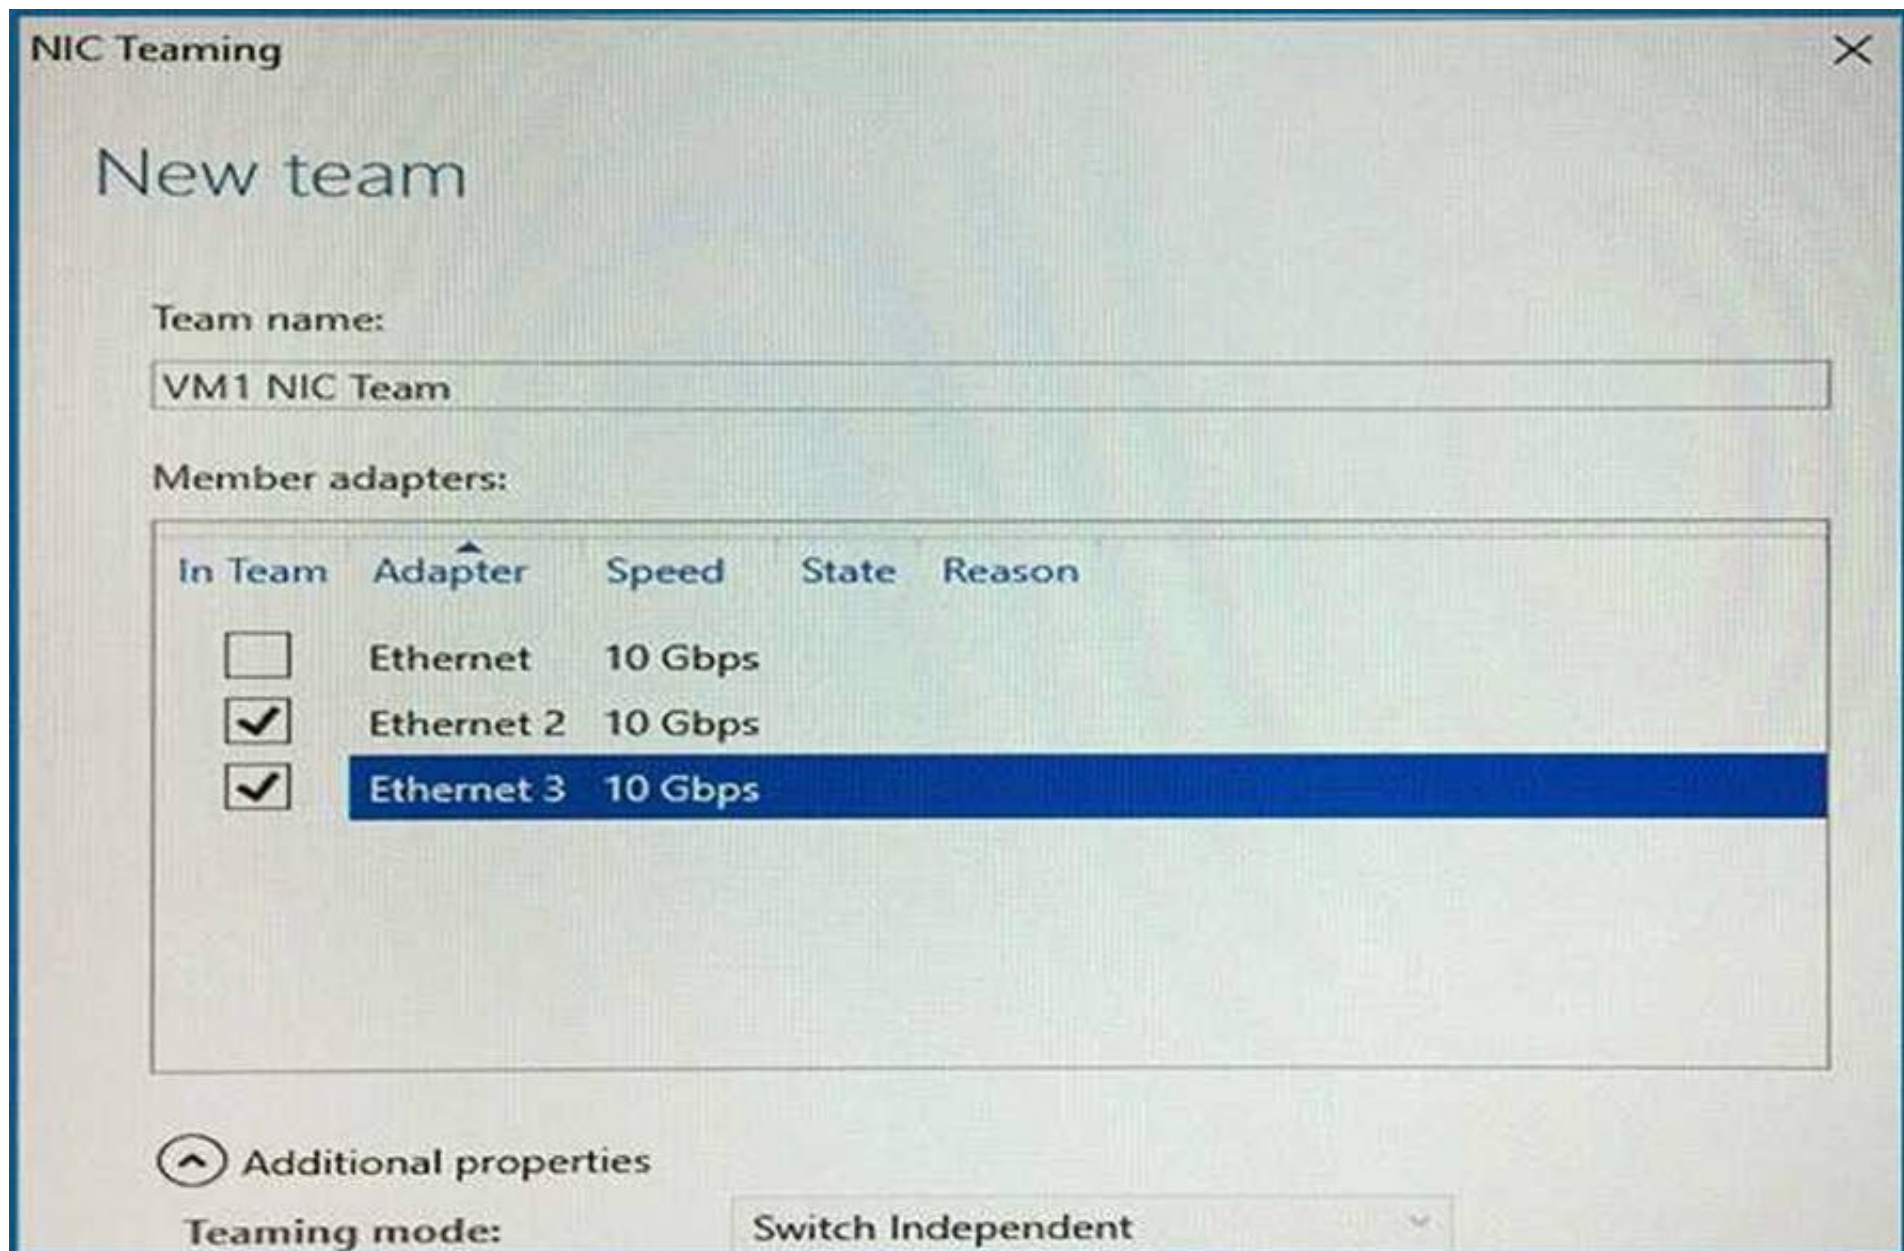 NIC Teaming
New team
Team name:
VM1 NIC Team
Member adapters:
In Team Adapter Speed State Reason
Ethernet 10 Gbps
Ethernet 2 10 Gbps
Ethernet 3 10 Gbps
Additional properties
Teaming mode: Switch Independent